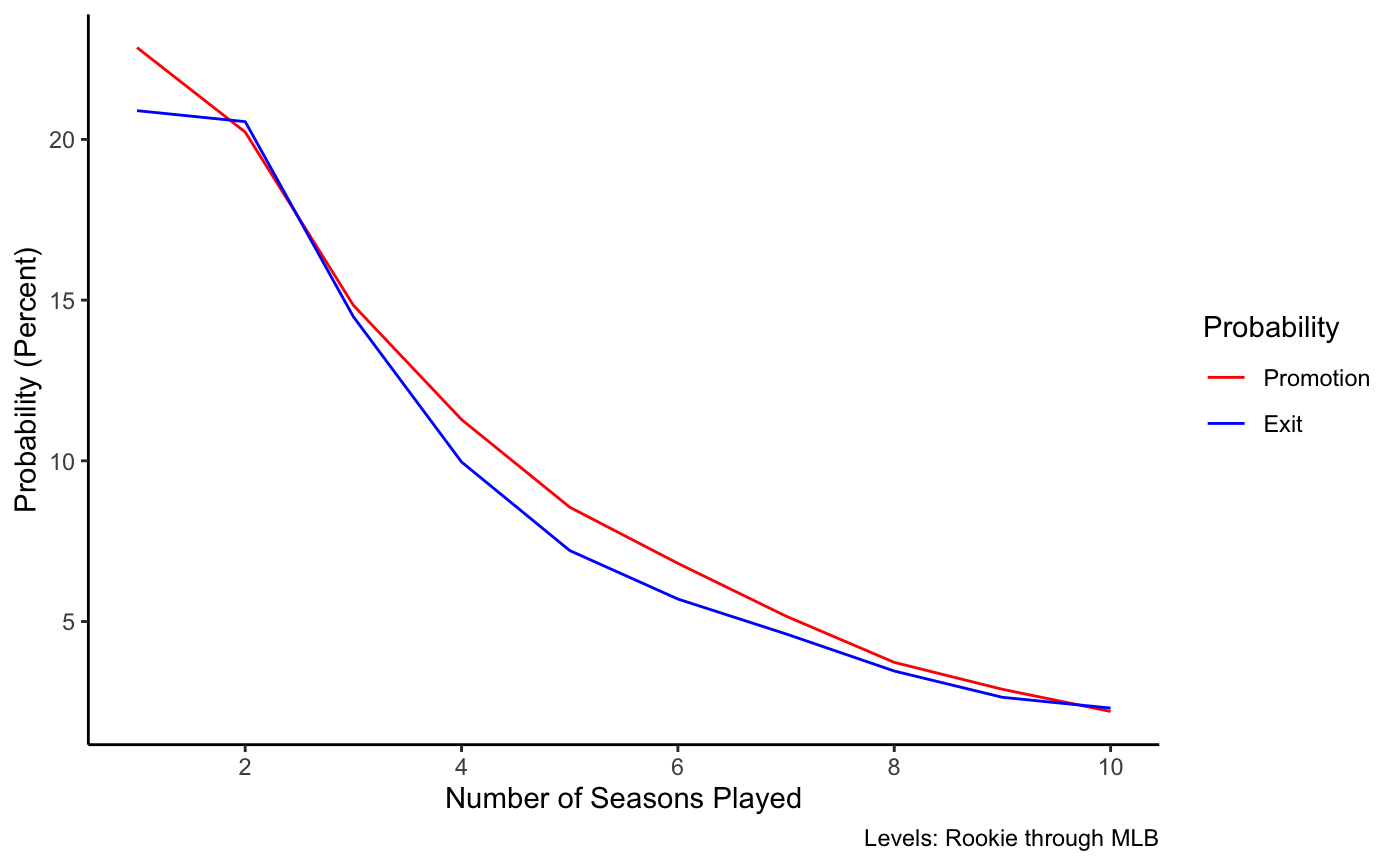 Probability (Percent)
20
15
10
5
2
4
6
8
10
Number of Seasons Played
Levels: Rookie through MLB
Probability
Promotion
Exit